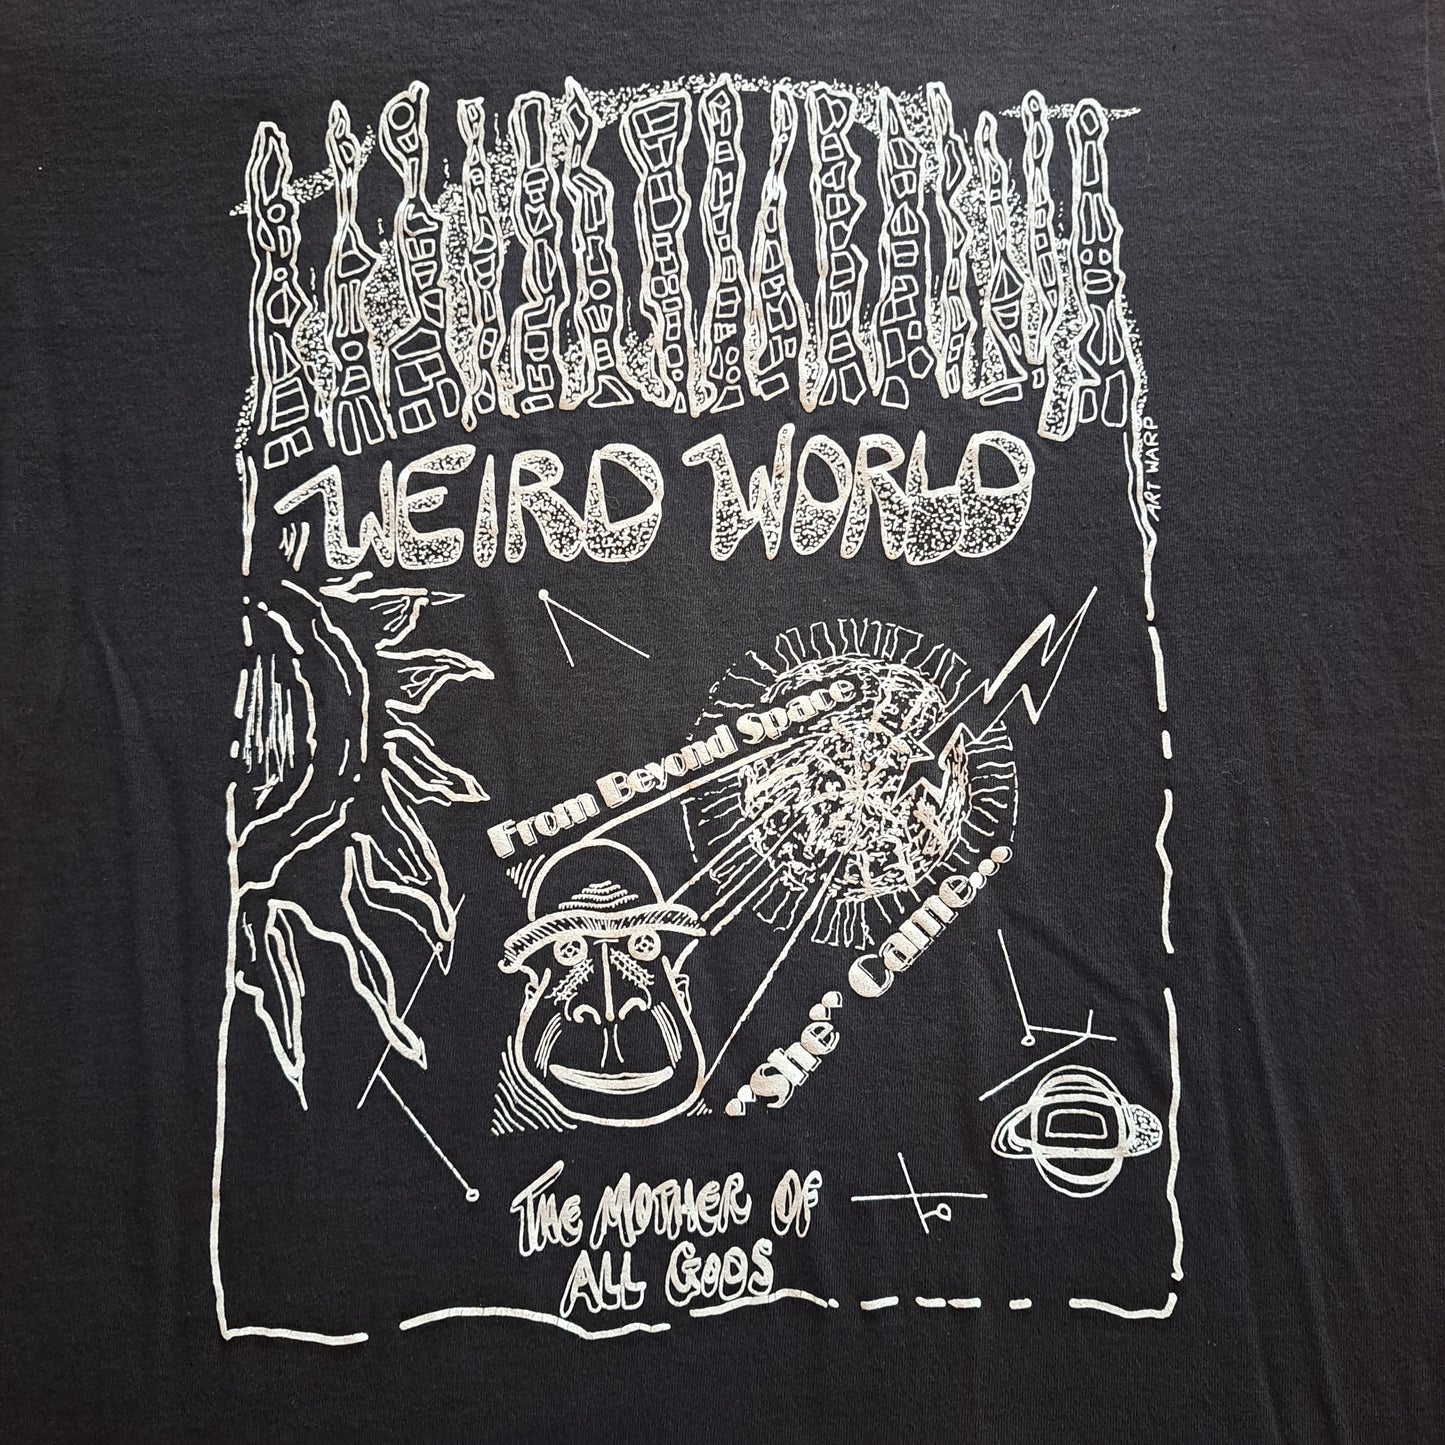 WEIRD WORLD
ART WARP
From Beyond Space
"She" Came...
THE MOTHER OF
ALL GODS